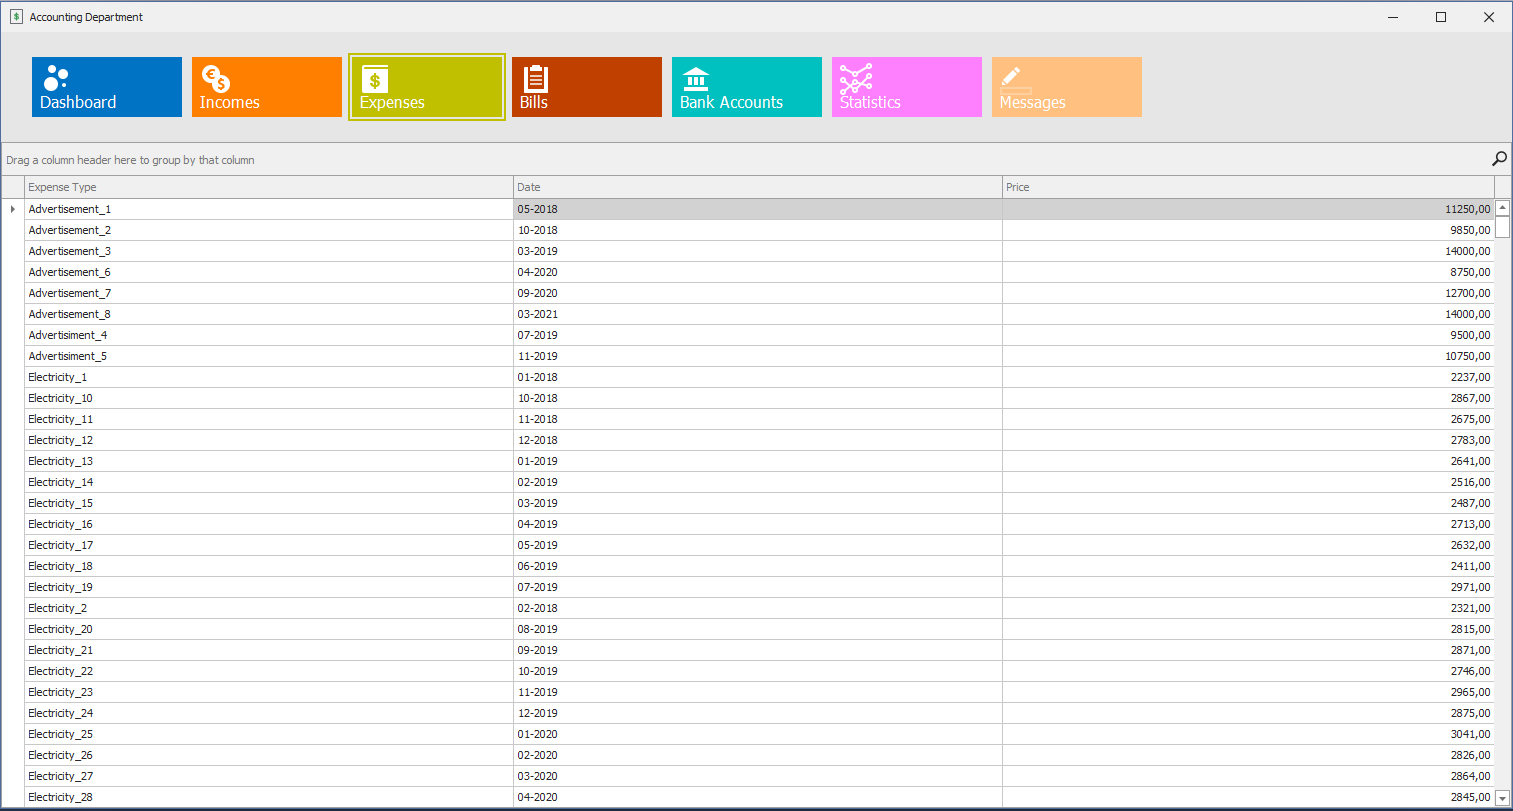 Accounting Department
Dashboard Incomes Expenses Bills Bank Accounts Statistics Messages
Drag a column header here to group by that column
Expense Type Date Price
Advertisement_1 05-2018 11250,00
Advertisement_2 10-2018 9850,00
Advertisement_3 03-2019 14000,00
Advertisement_6 04-2020 8750,00
Advertisement_7 09-2020 12700,00
Advertisement_8 03-2021 14000,00
Advertisiment_4 07-2019 9500,00
Advertisiment_5 11-2019 10750,00
Electricity_1 01-2018 2237,00
Electricity_10 10-2018 2867,00
Electricity_11 11-2018 2675,00
Electricity_12 12-2018 2783,00
Electricity_13 01-2019 2641,00
Electricity_14 02-2019 2516,00
Electricity_15 03-2019 2487,00
Electricity_16 04-2019 2713,00
Electricity_17 05-2019 2632,00
Electricity_18 06-2019 2411,00
Electricity_19 07-2019 2971,00
Electricity_2 02-2018 2321,00
Electricity_20 08-2019 2815,00
Electricity_21 09-2019 2871,00
Electricity_22 10-2019 2746,00
Electricity_23 11-2019 2965,00
Electricity_24 12-2019 2875,00
Electricity_25 01-2020 3041,00
Electricity_26 02-2020 2826,00
Electricity_27 03-2020 2864,00
Electricity_28 04-2020 2845,00